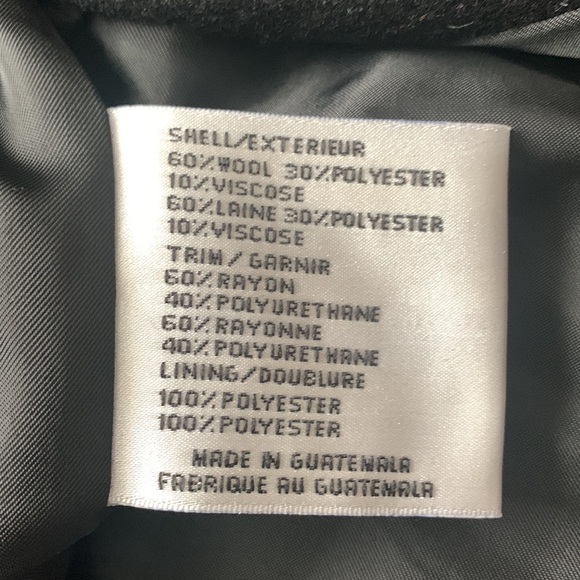 SHELL/EXTERIEUR
60%WOOL 30%POLYESTER
10%VISCOSE
60%LAINE 30%POLYESTER
10%VISCOSE
TRIM/GARNIR
60%RAYON
40%POLYURETHANE
60%RAYONNE
40%POLYURETHANE
LINING/DOUBLURE
100%POLYESTER
100%POLYESTER
MADE IN GUATEMALA
FABRIQUE AU GUATEMALA